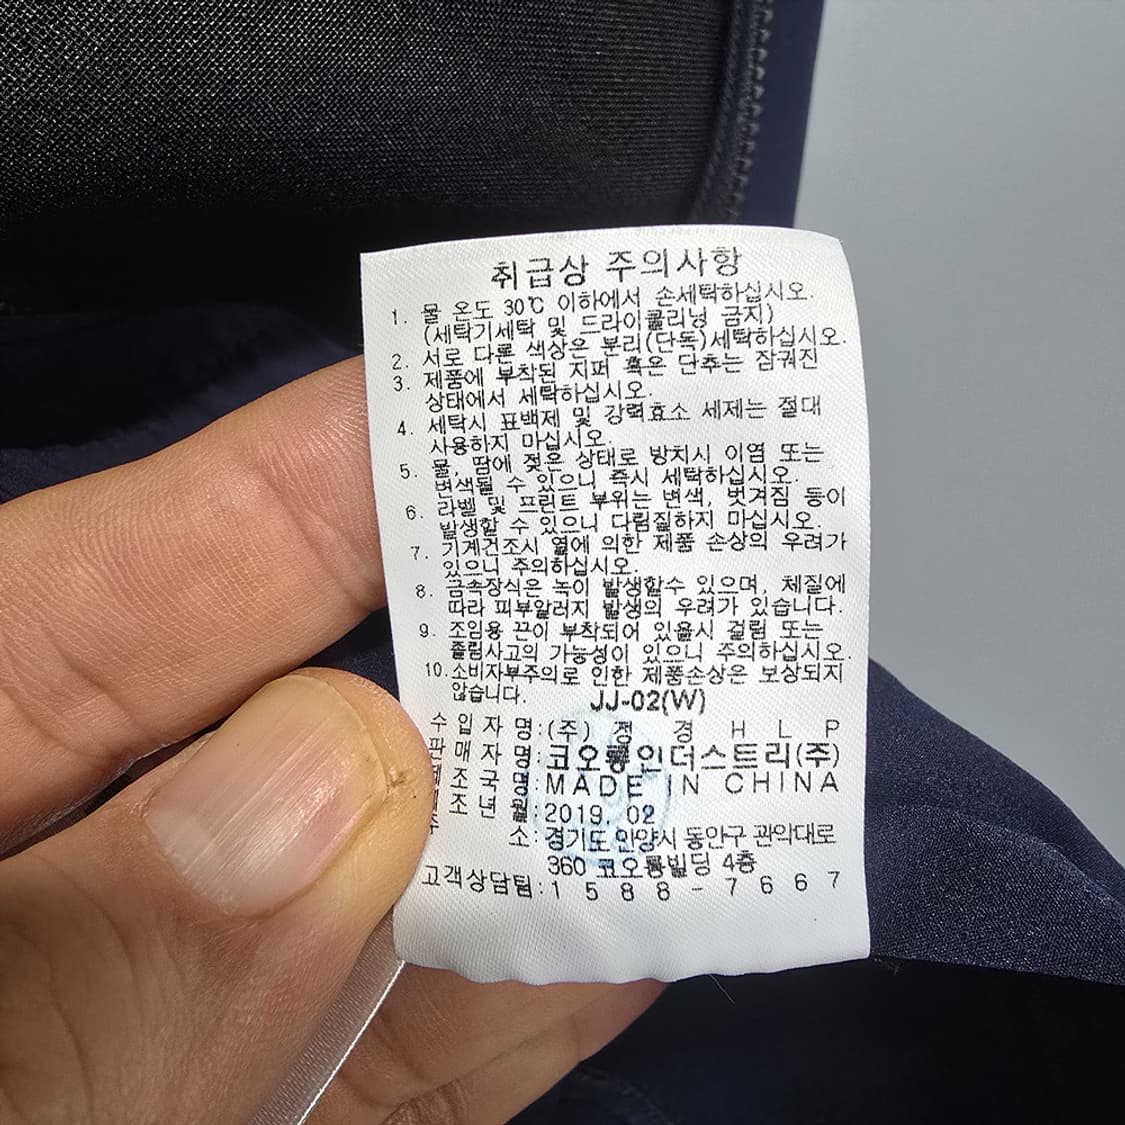 취급상 주의사항
1. 물 온도 30℃ 이하에서 손세탁하십시오.
(세탁기세탁 및 드라이클리닝 금지)
2. 서로 다른 색상은 분리(단독)세탁하십시오.
3. 제품에 부착된 지퍼 혹은 단추는 잠궈진
상태에서 세탁하십시오.
4. 세탁시 표백제 및 강력효소 세제는 절대
사용하지 마십시오.
5. 물, 땀에 젖은 상태로 방치시 이염 또는
변색될 수 있으니 즉시 세탁하십시오.
6. 라벨 및 프린트 부위는 변색, 벗겨짐 등이
발생할 수 있으니 다림질하지 마십시오.
7. 기계건조시 열에 의한 제품 손상의 우려가
있으니 주의하십시오.
8. 금속장식은 녹이 발생할수 있으며, 체질에
따라 피부알러지 발생의 우려가 있습니다.
9. 조임용 끈이 부착되어 있을시 걸림 또는
졸림사고의 가능성이 있으니 주의하십시오.
10. 소비자부주의로 인한 제품손상은 보상되지
않습니다. JJ-02(W)
10. 수입자명:(주) 정 경 H L P
판매자명:코오롱인더스트리(주)
제조국명:MADE IN CHINA
제조년월:2019. 02
주 소:경기도 안양시 동안구 관악대로
360 코오롱빌딩 4층
고객상담팀:1 5 8 8 - 7 6 6 7